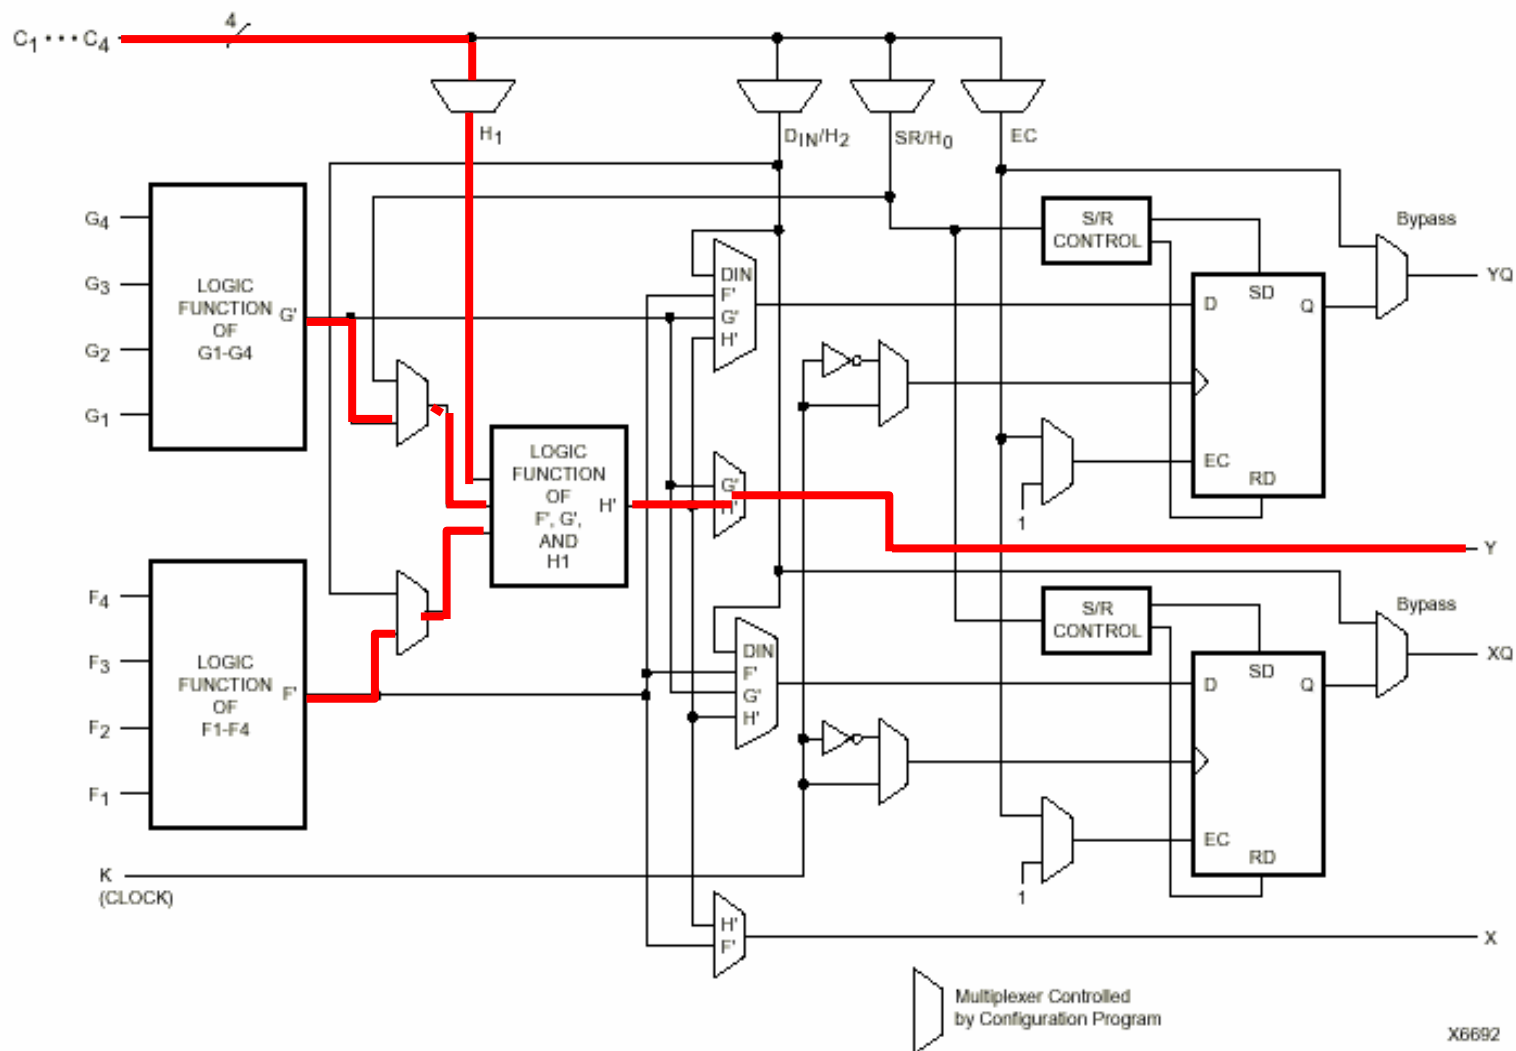 4
C1 ••• C4
H1
DIN/H2
SR/H0
EC
G4
G3
G2
G1
LOGIC
FUNCTION
OF
G1-G4
G'
DIN
F'
G'
H'
S/R
CONTROL
Bypass
YQ
D
SD
Q
EC
RD
1
LOGIC
FUNCTION
OF
F', G',
AND
H1
H'
G'
H'
Y
F4
F3
F2
F1
LOGIC
FUNCTION
OF
F1-F4
F'
DIN
F'
G'
H'
S/R
CONTROL
Bypass
XQ
D
SD
Q
EC
RD
1
K
(CLOCK)
H'
F'
X
Multiplexer Controlled
by Configuration Program
X6692